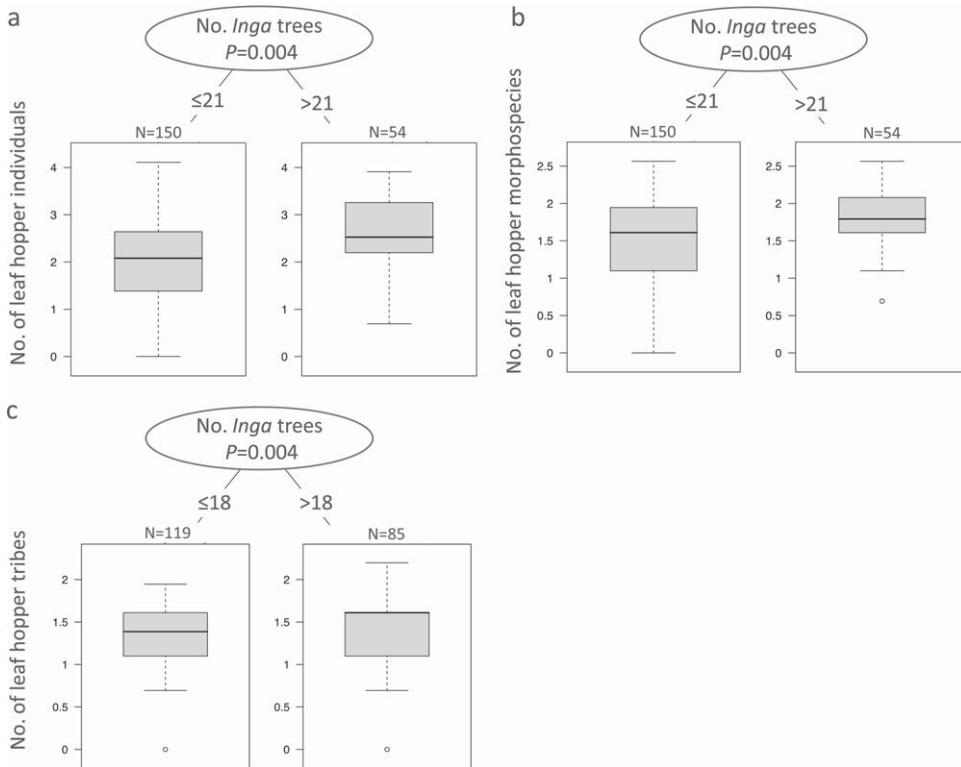 a
No. Inga trees
P=0.004
≤21 >21
N=150 N=54
No. of leaf hopper individuals
4
3
2
1
0
4
3
2
1
0
b
No. Inga trees
P=0.004
≤21 >21
N=150 N=54
No. of leaf hopper morphospecies
2.5
2
1.5
1
0.5
0
2.5
2
1.5
1
0.5
0
c
No. Inga trees
P=0.004
≤18 >18
N=119 N=85
No. of leaf hopper tribes
2
1.5
1
0.5
0
2
1.5
1
0.5
0